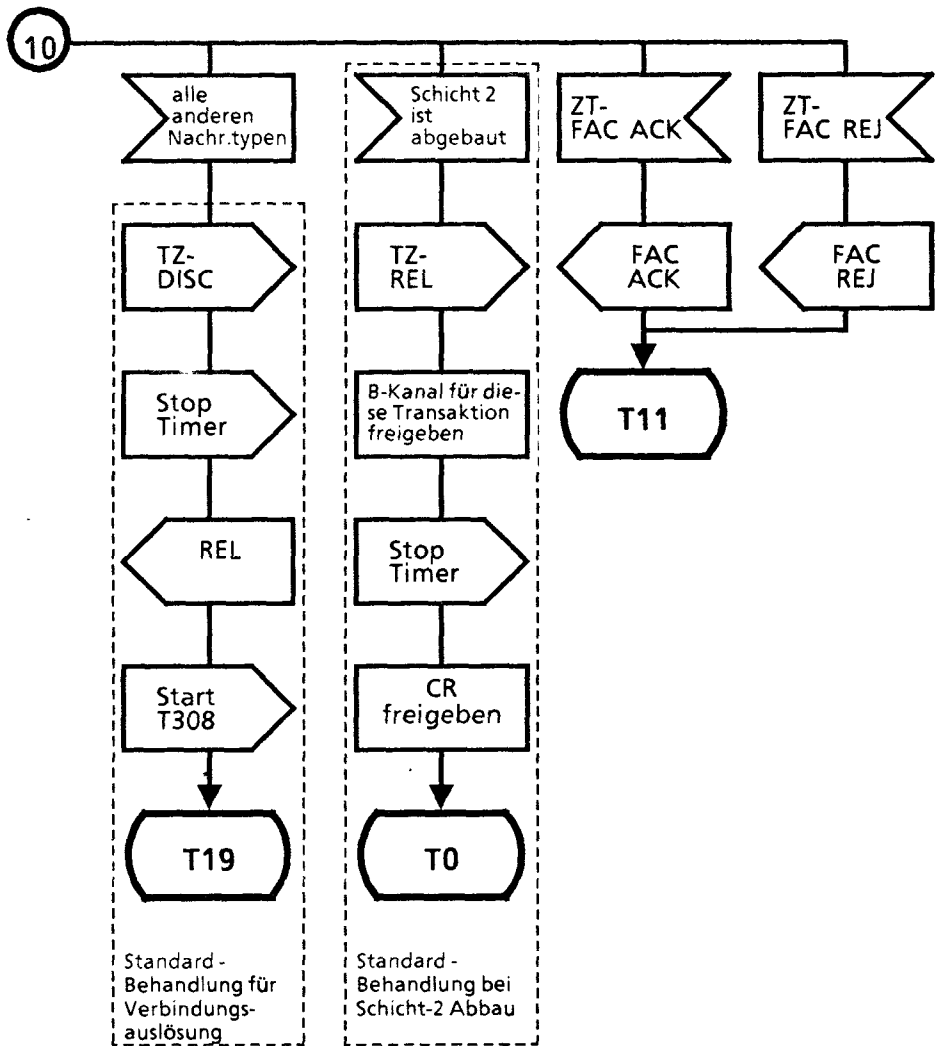 10
alle
anderen
Nachr.typen
TZ-
DISC
Stop
Timer
REL
Start
T308
T19
Standard -
Behandlung für
Verbindungs-
auslösung
Schicht 2
ist
abgebaut
TZ-
REL
B-Kanal für die-
se Transaktion
freigeben
Stop
Timer
CR
freigeben
T0
Standard -
Behandlung bei
Schicht-2 Abbau
ZT-
FAC ACK
FAC
ACK
T11
ZT-
FAC REJ
FAC
REJ